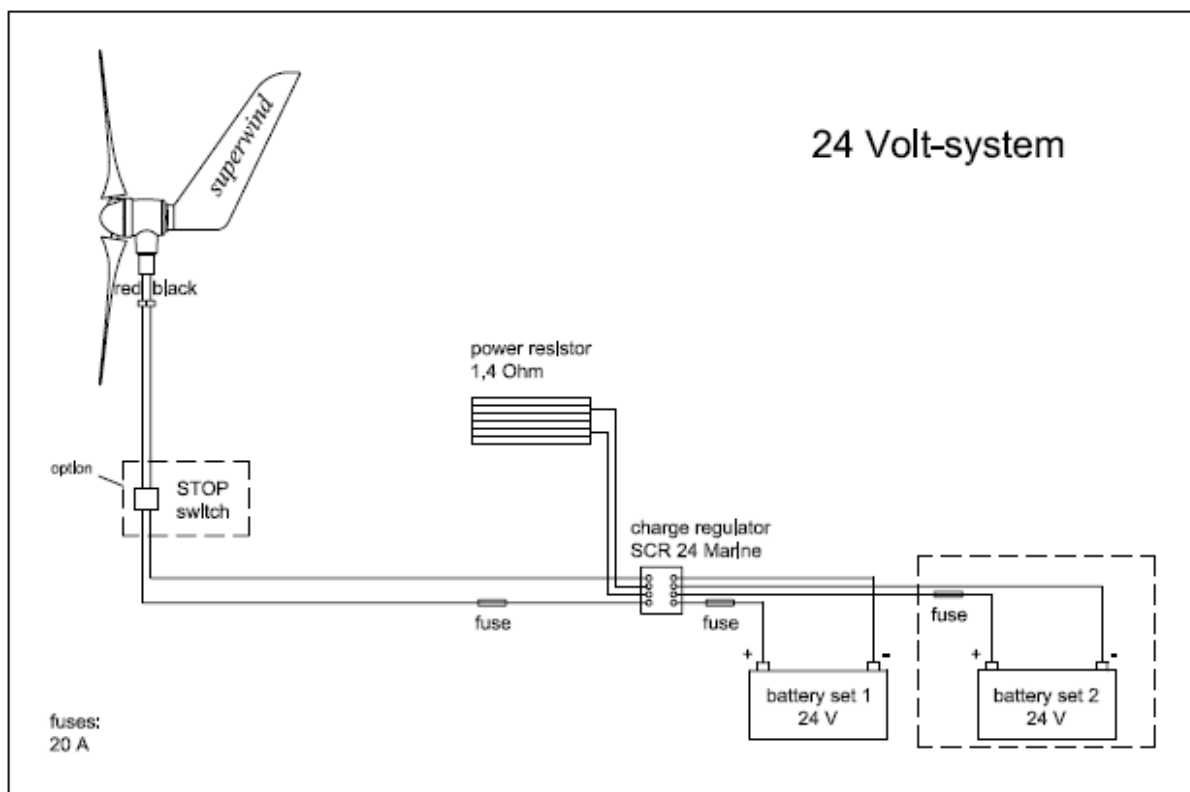 24 Volt-system
superwind
red black
power resistor
1,4 Ohm
option
STOP
switch
charge regulator
SCR 24 Marine
fuse
fuse
fuse
+
-
+
-
battery set 1
24 V
battery set 2
24 V
fuses:
20 A